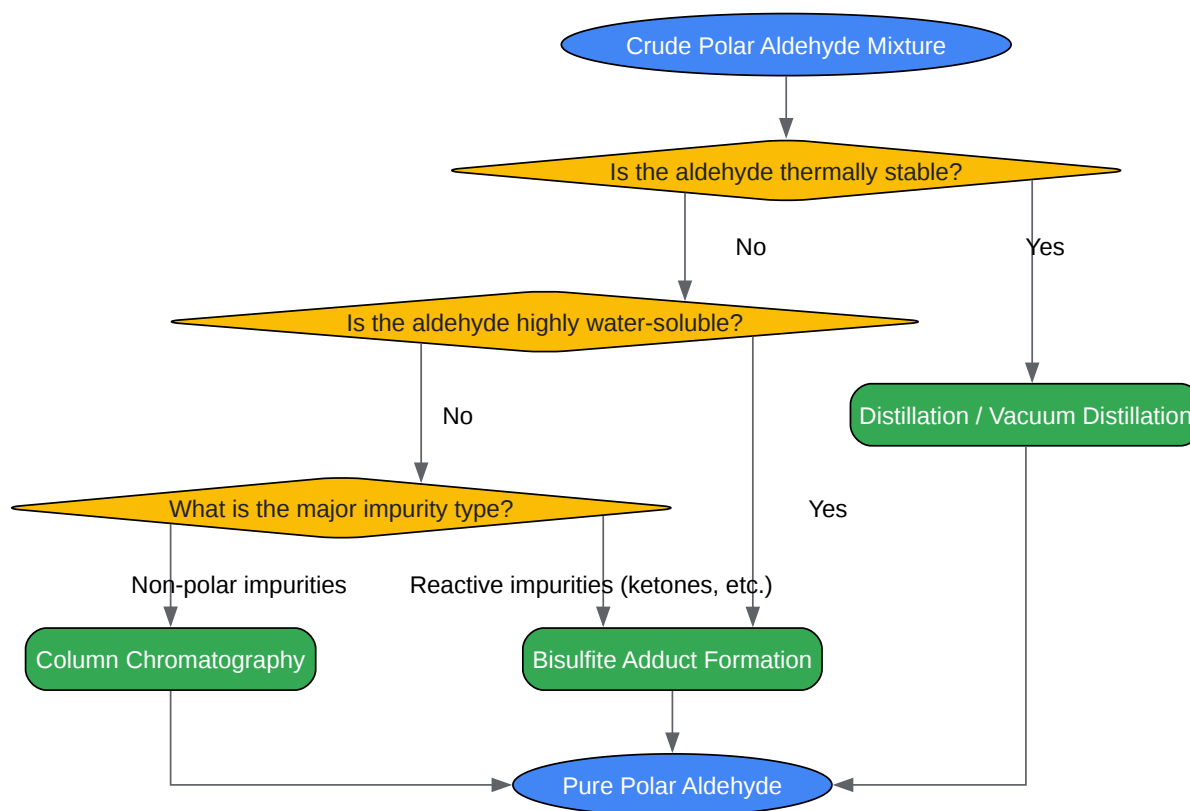 Crude Polar Aldehyde Mixture
Is the aldehyde thermally stable?
No
Yes
Is the aldehyde highly water-soluble?
No
Distillation / Vacuum Distillation
What is the major impurity type?
Yes
Non-polar impurities
Reactive impurities (ketones, etc.)
Column Chromatography
Bisulfite Adduct Formation
Pure Polar Aldehyde